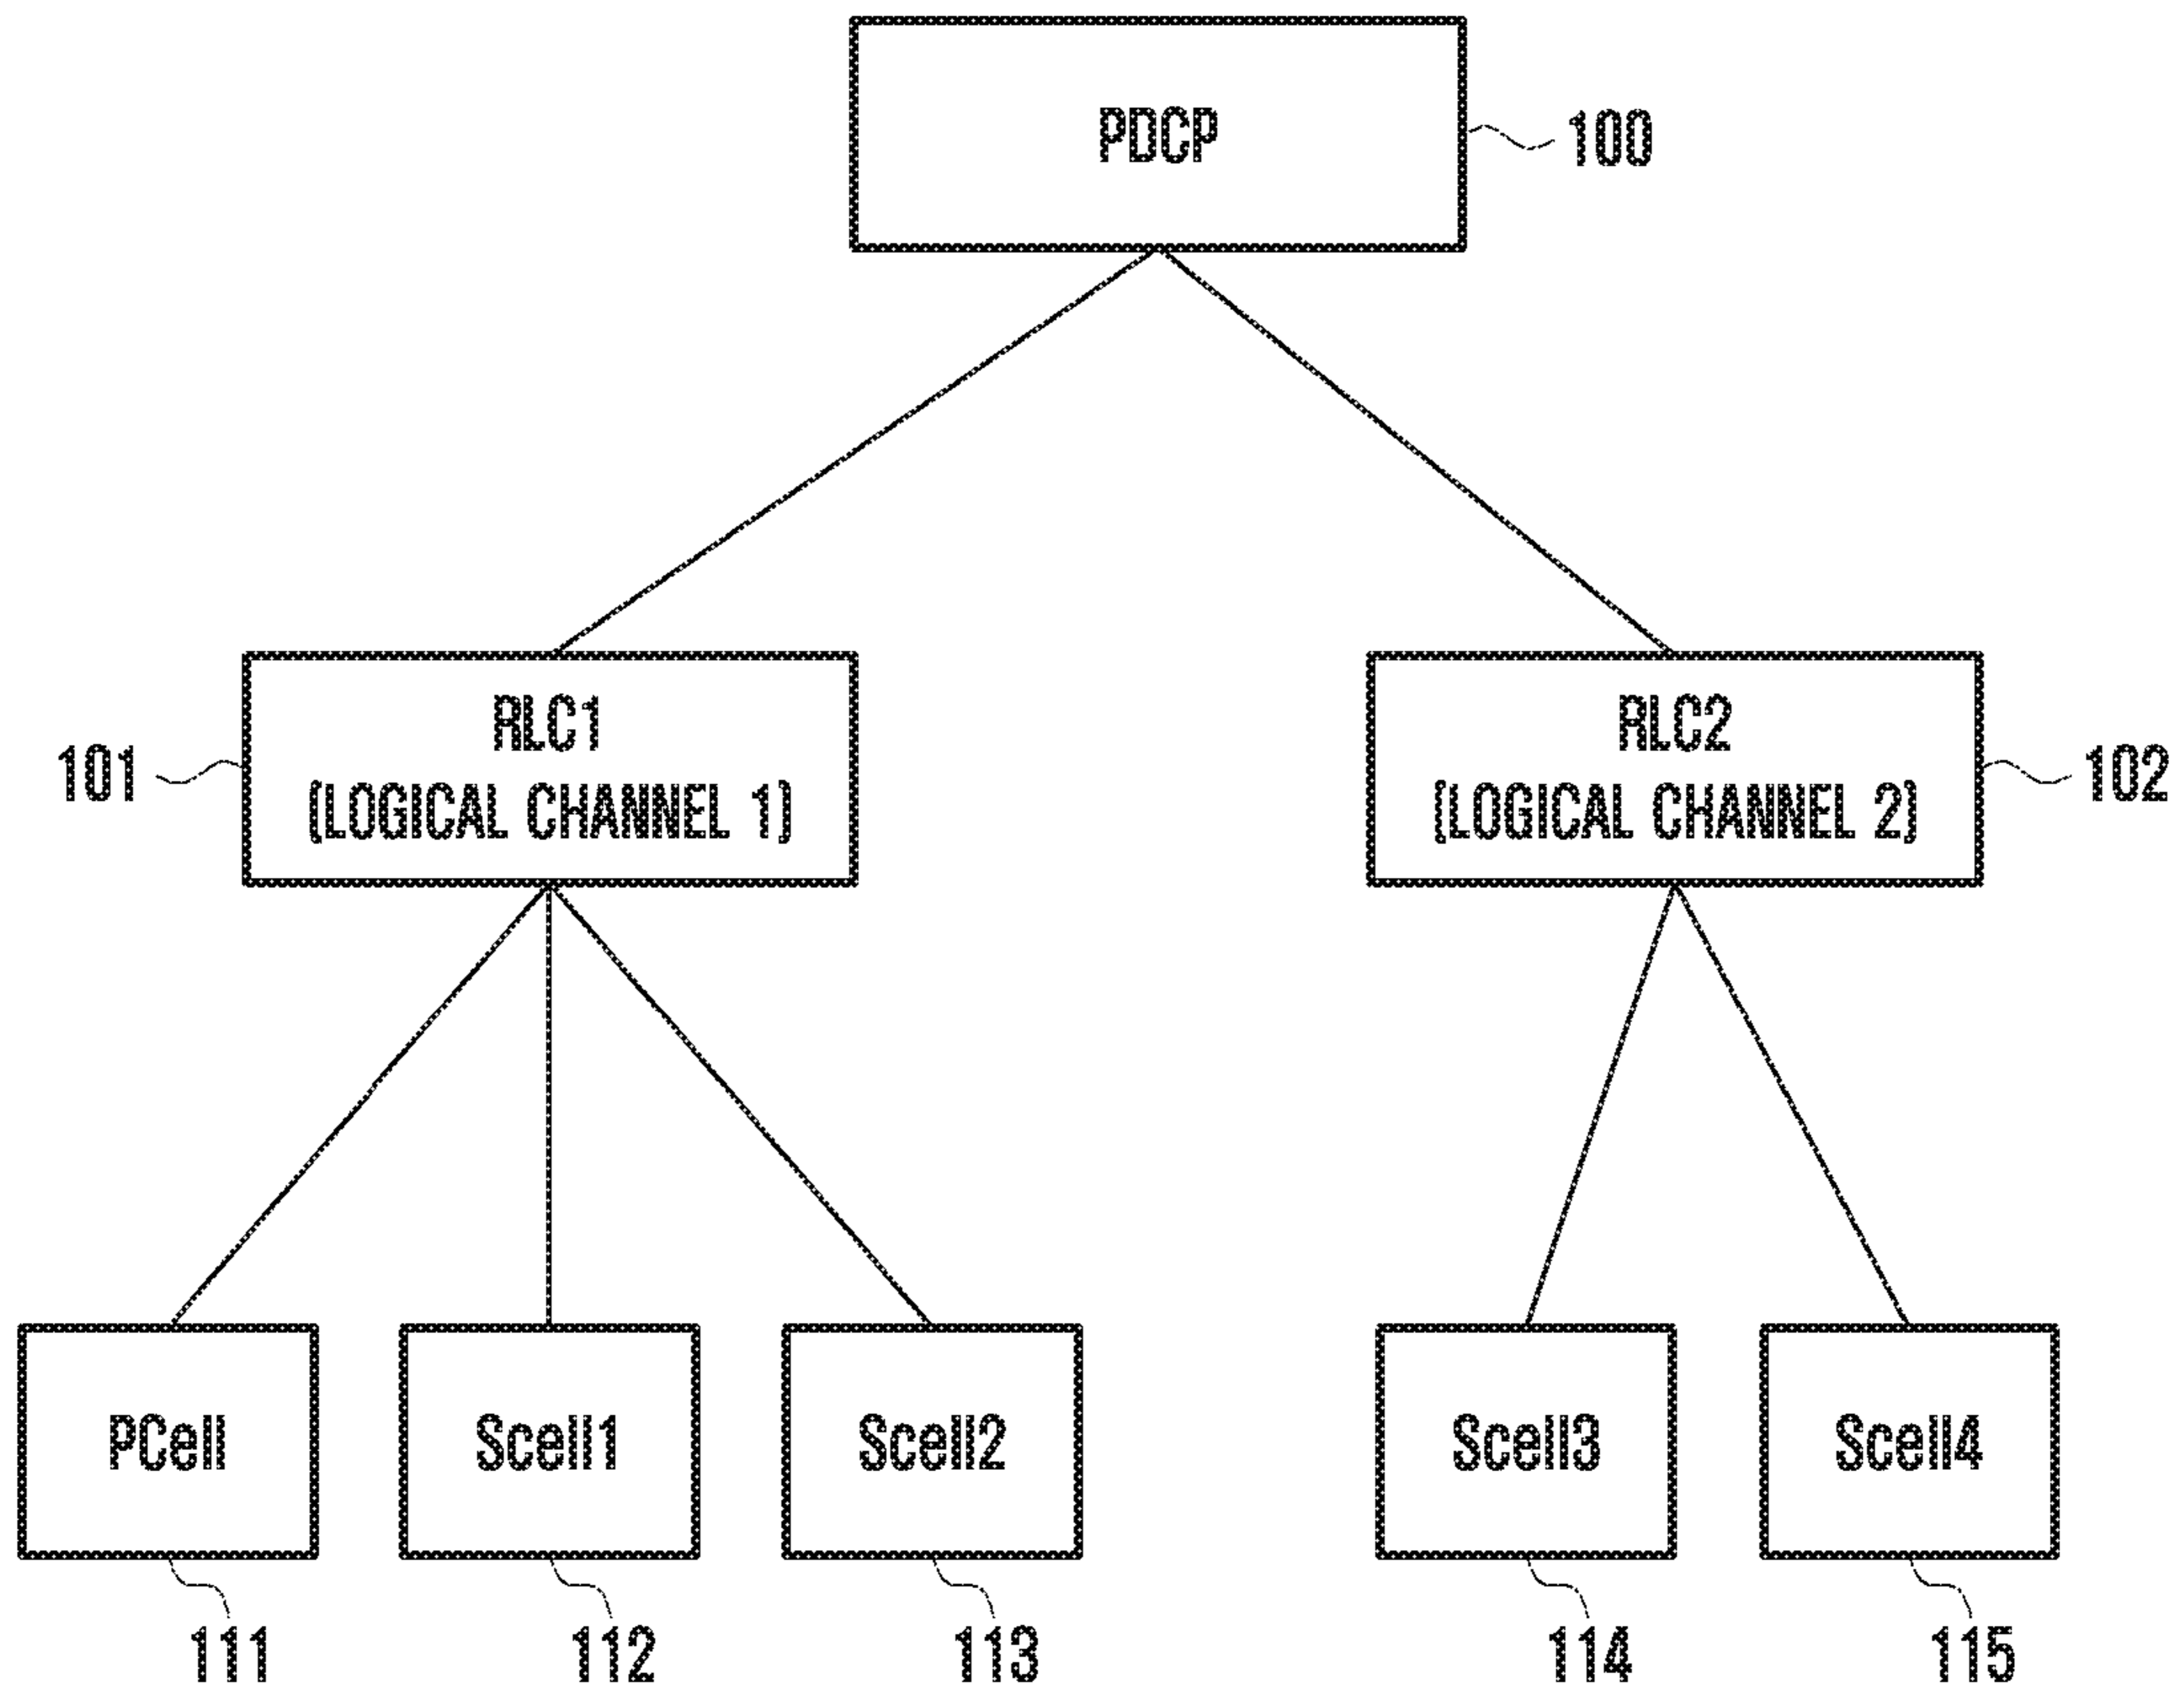 PDCP
100
RLC1
(LOGICAL CHANNEL 1)
101
RLC2
(LOGICAL CHANNEL 2)
102
PCell
Scell1
Scell2
Scell3
Scell4
111
112
113
114
115